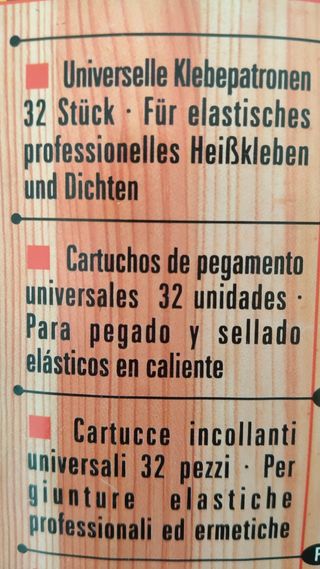 Universelle Klebepatronen
32 Stück · Für elastisches
professionelles Heißkleben
und Dichten
Cartuchos de pegamento
universales 32 unidades ·
Para pegado y sellado
elásticos en caliente
Cartucce incollanti
universali 32 pezzi · Per
giunture elastiche
professionali ed ermetiche